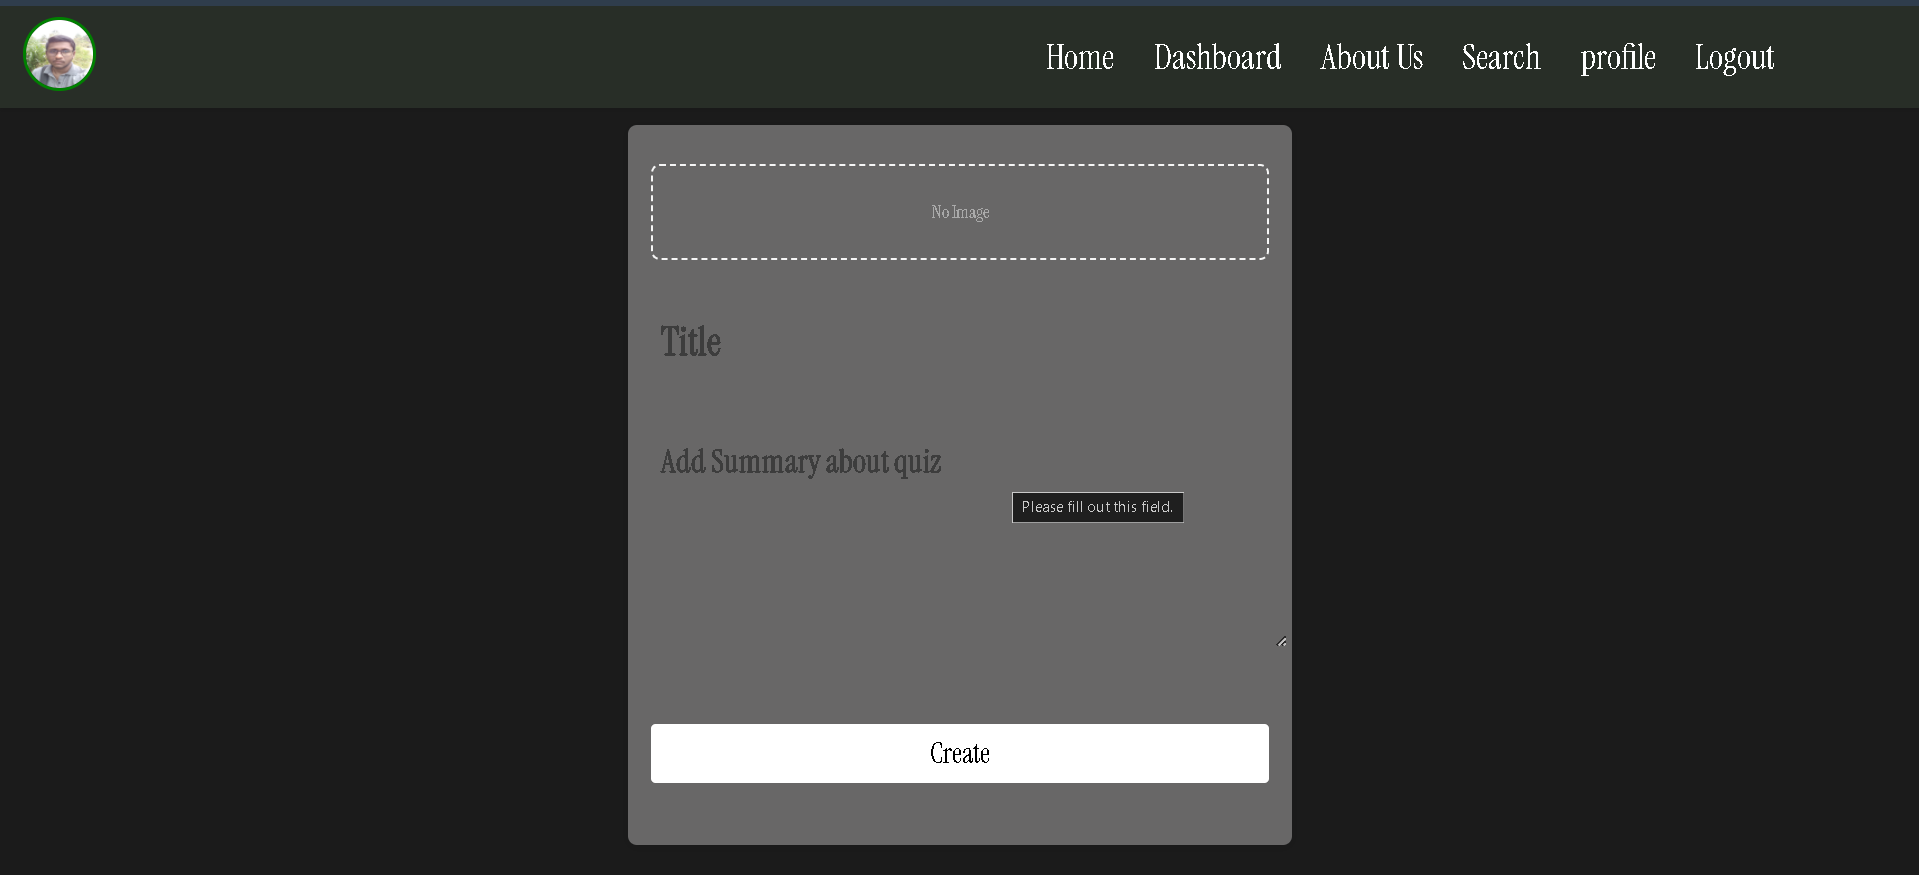 Home Dashboard About Us Search profile Logout
No Image
Title
Add Summary about quiz
Please fill out this field.
Create